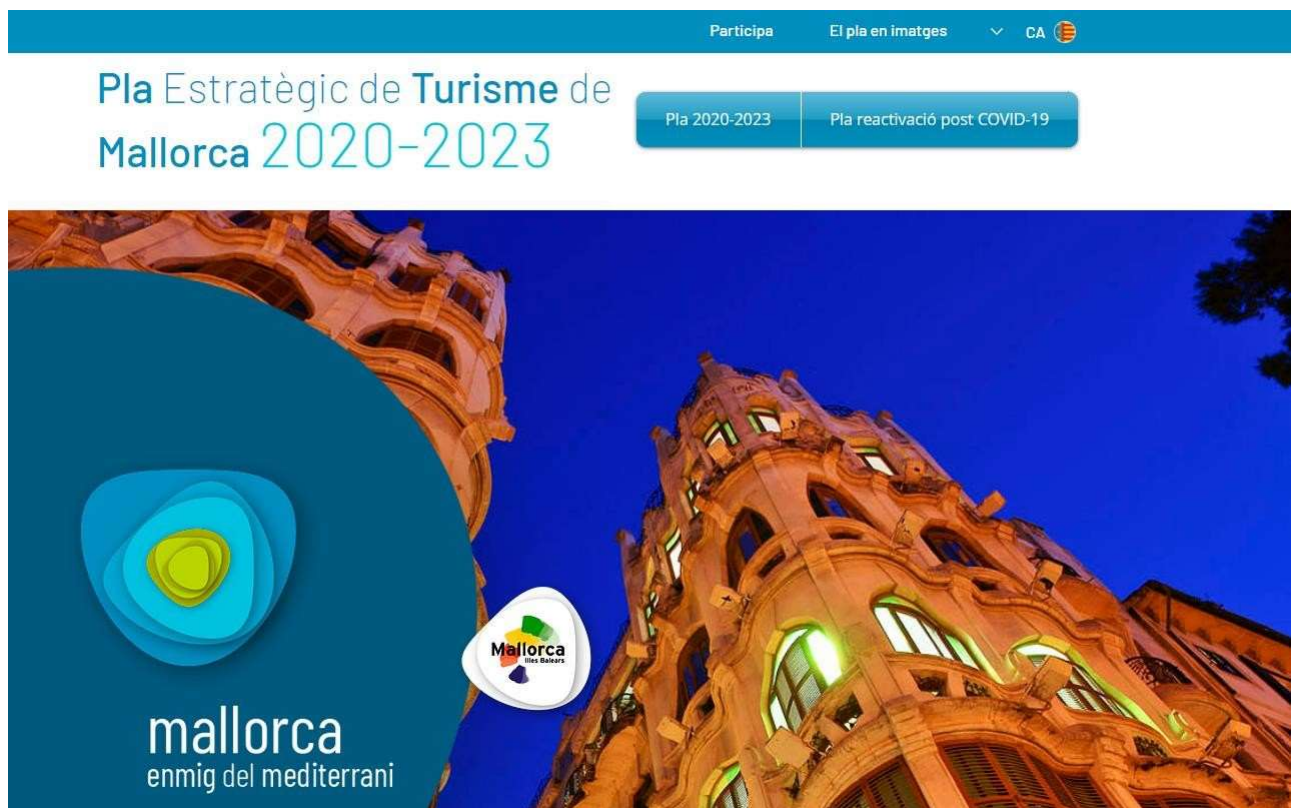 Participa El pla en imatges CA
Pla Estratègic de Turisme de
Mallorca 2020-2023
Pla 2020-2023 Pla reactivació post COVID-19
Mallorca
Illes Balears
mallorca
enmig del mediterrani